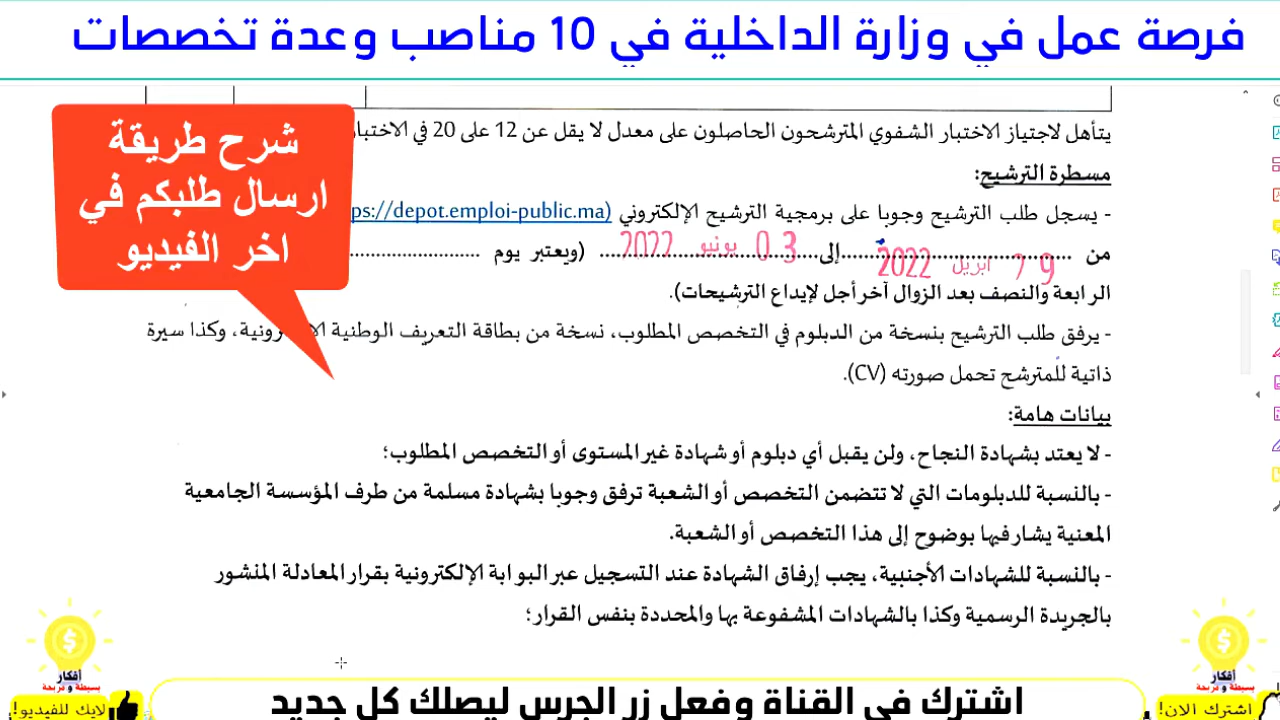 فرصة عمل في وزارة الداخلية في 10 مناصب وعدة تخصصات
شرح طريقة
ارسال طلبكم في
اخر الفيديو
يتأهل لاجتياز الاختبار الشفوي المترشحون الحاصلون على معدل لا يقل عن 12 على 20 في
مسطرة الترشيح:
- يسجل طلب الترشيح وجوبا على برمجية الترشيح الإلكتروني (ps://depot.emploi-public.ma
من 29 ابريل 2022 إلى 03 يونيو 2022 (ويعتبر يوم
الرابعة والنصف بعد الزوال آخر أجل لإيداع الترشيحات).
- يرفق طلب الترشيح بنسخة من الدبلوم في التخصص المطلوب، نسخة من بطاقة التعريف الوطنية وكذا سيرة
ذاتية للمترشح تحمل صورته (CV).
بيانات هامة:
- لا يعتد بشهادة النجاح، ولن يقبل أي دبلوم أو شهادة غير المستوى أو التخصص المطلوب؛
- بالنسبة للدبلومات التي لا تتضمن التخصص أو الشعبة ترفق وجوبا بشهادة مسلمة من طرف المؤسسة الجامعية
المعنية يشار فيها بوضوح إلى هذا التخصص أو الشعبة.
- بالنسبة للشهادات الأجنبية، يجب إرفاق الشهادة عند التسجيل عبر البوابة الإلكترونية بقرار المعادلة المنشور
بالجريدة الرسمية وكذا بالشهادات المشفوعة بها والمحددة بنفس القرار؛
أفكار
بسيطة و مربحة
لايك للفيديو!
اشترك في القناة وفعل زر الجرس ليصلك كل جديد
أفكار
بسيطة و مربحة
اشترك الان!